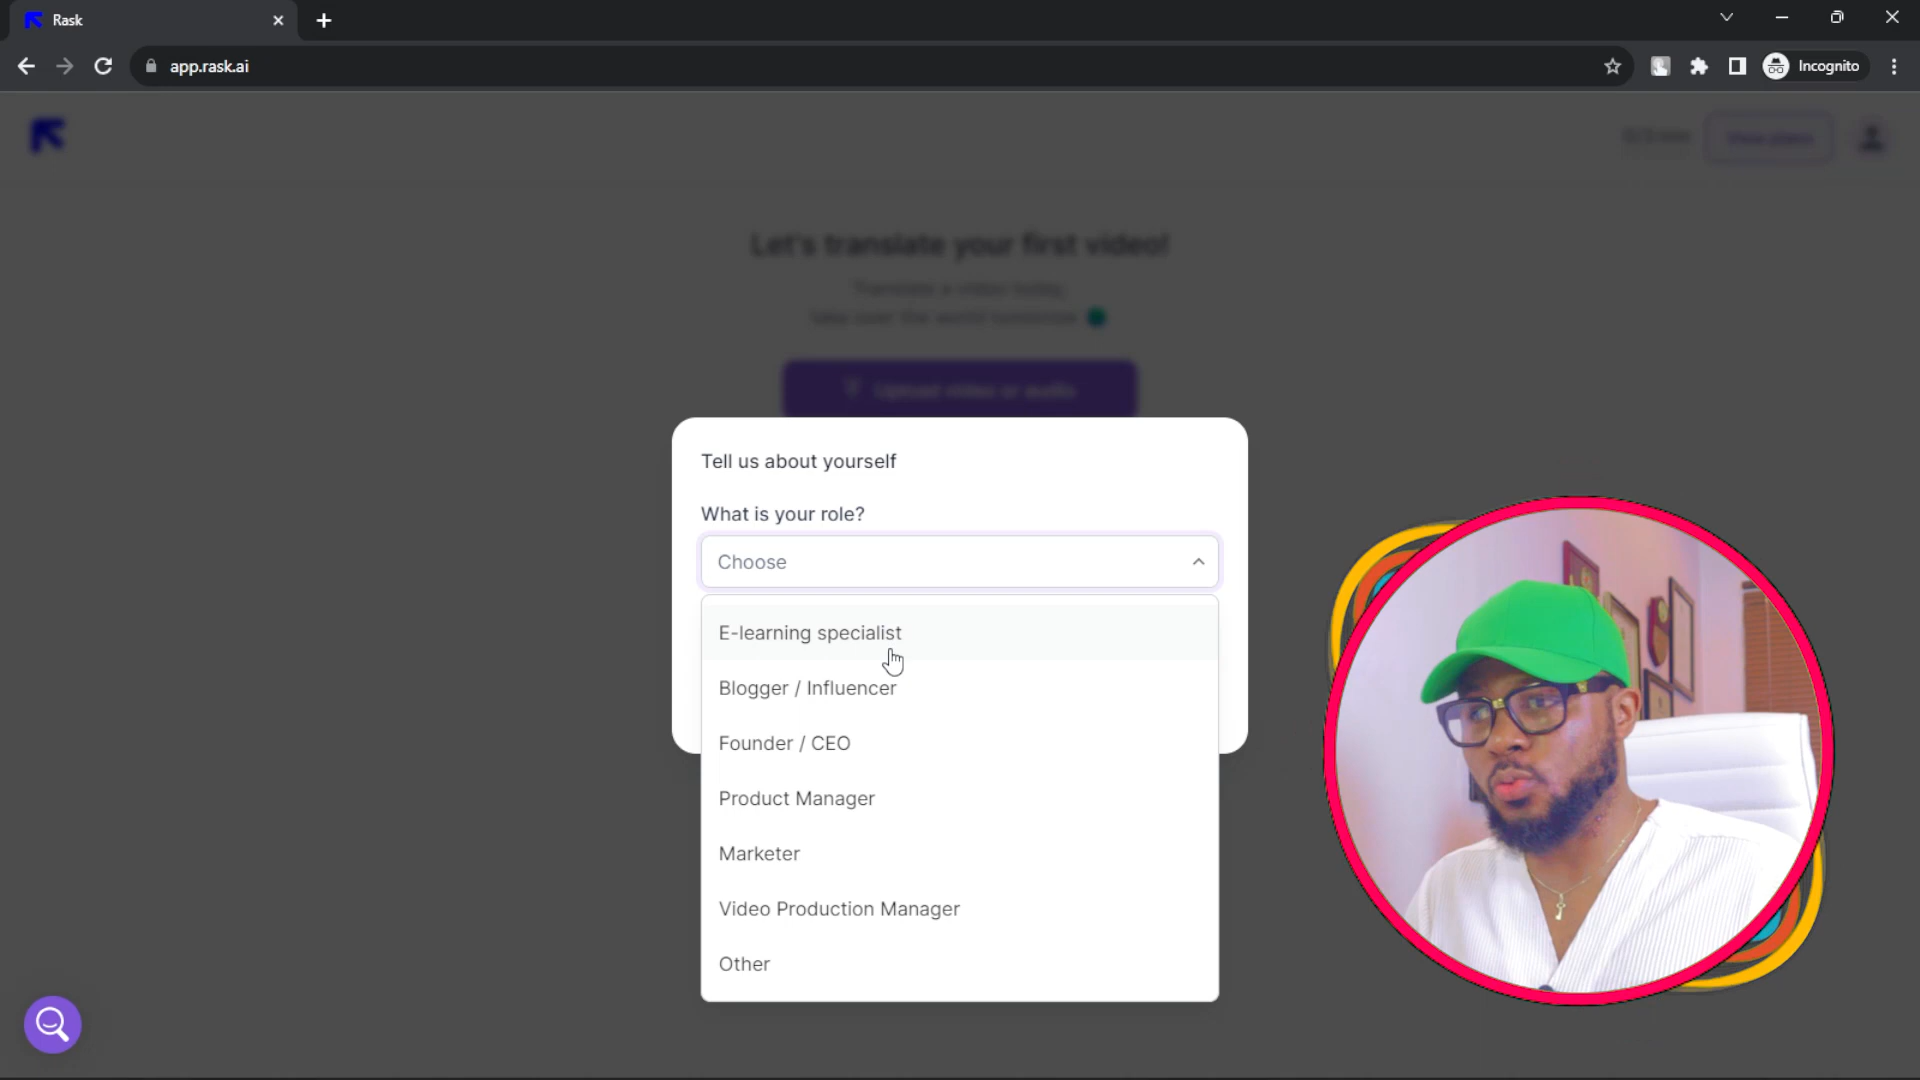 Rask
app.rask.ai
Incognito
Let's translate your first video!
Translate a video today,
take over the world tomorrow
Upload video or audio
Tell us about yourself
What is your role?
Choose
E-learning specialist
Blogger / Influencer
Founder / CEO
Product Manager
Marketer
Video Production Manager
Other